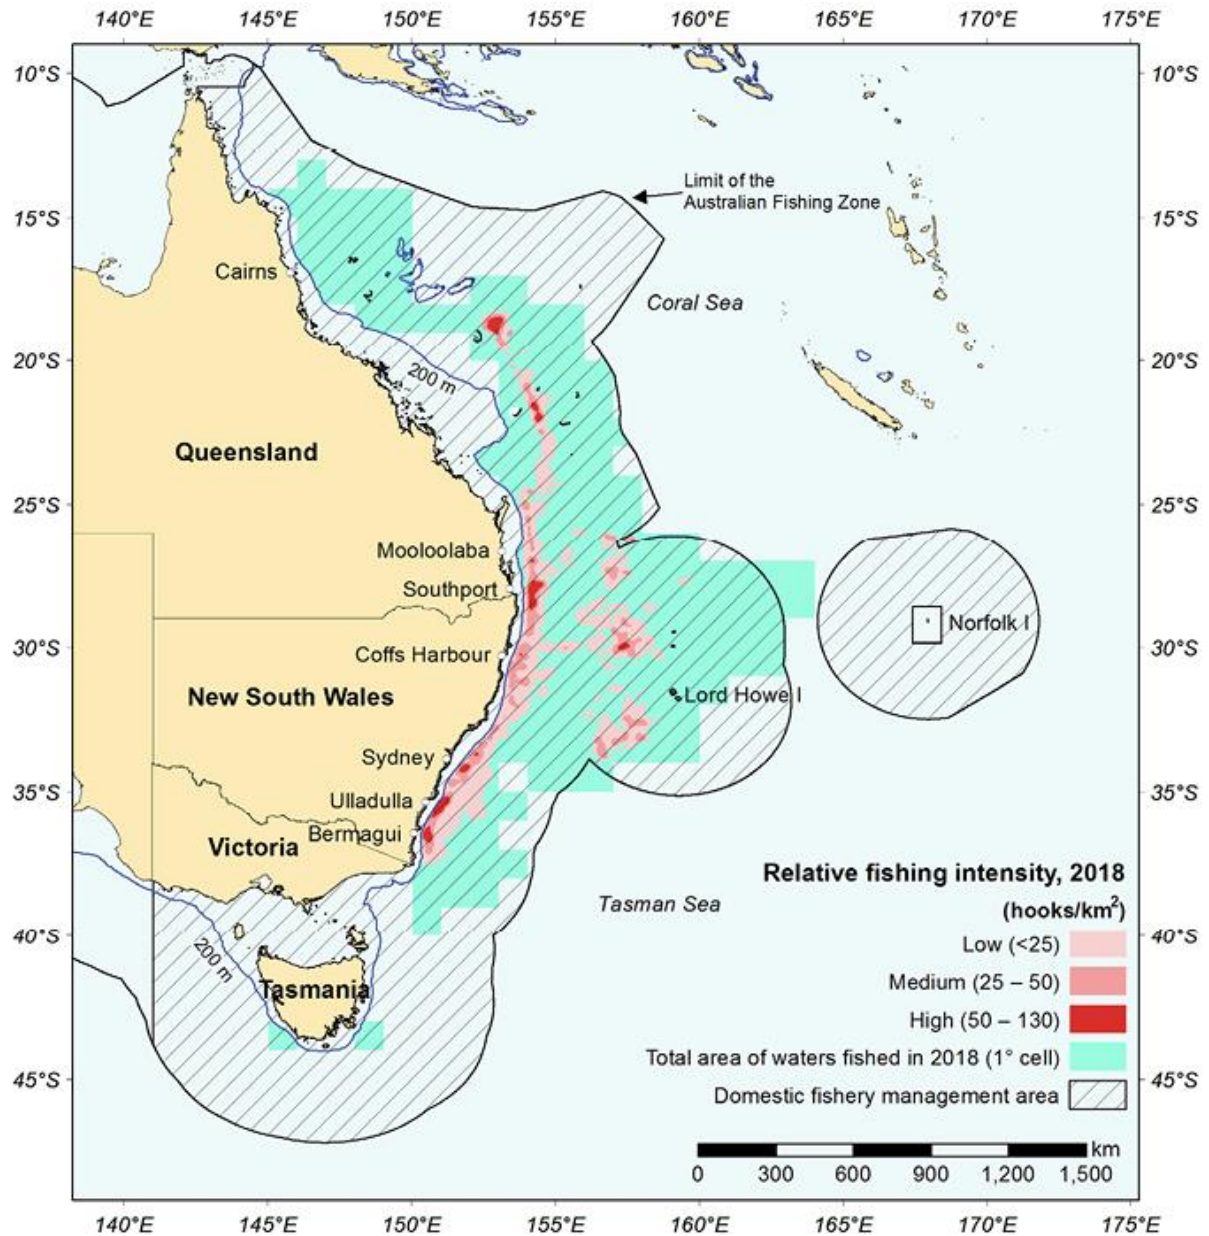 140°E 145°E 150°E 155°E 160°E 165°E 170°E 175°E
10°S 10°S
Limit of the
Australian Fishing Zone
15°S 15°S
Cairns
Coral Sea
20°S 20°S
200 m
Queensland
25°S 25°S
Mooloolaba
Southport
Norfolk I
30°S 30°S
Coffs Harbour
New South Wales
Lord Howe I
Sydney
35°S 35°S
Ulladulla
Bermagui
Victoria
Relative fishing intensity, 2018
(hooks/km²)
Tasman Sea
40°S 40°S
Low (<25)
200 m
Tasmania
Medium (25 – 50)
High (50 – 130)
Total area of waters fished in 2018 (1° cell)
45°S 45°S
Domestic fishery management area
km
0 300 600 900 1,200 1,500
140°E 145°E 150°E 155°E 160°E 165°E 170°E 175°E